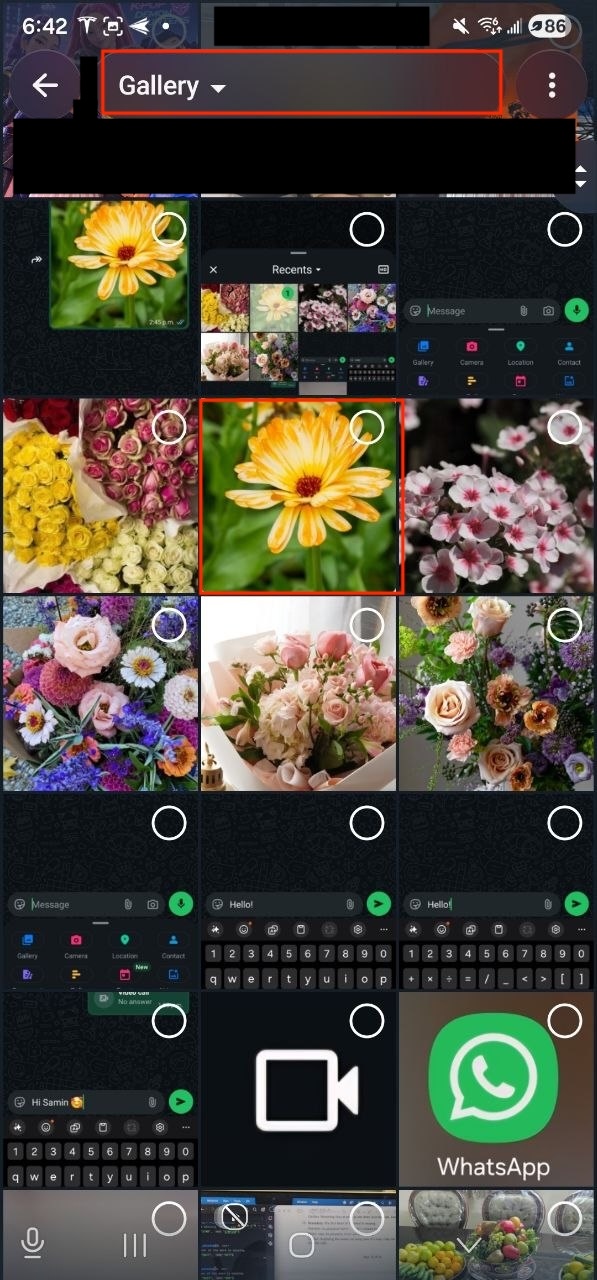 6:42
86
Gallery
2:45 p.m.
Recents
HD
1
Message
Gallery
Camera
Location
Contact
Message
Gallery
Camera
Location
Contact
New
Hello!
1 2 3 4 5 6 7 8 9 0
q w e r t y u i o p
Hello!
1 2 3 4 5 6 7 8 9 0
+ × ÷ = / _ < > [ ]
Video call
No answer
Hi Samin 🥰
1 2 3 4 5 6 7 8 9 0
q w e r t y u i o p
WhatsApp